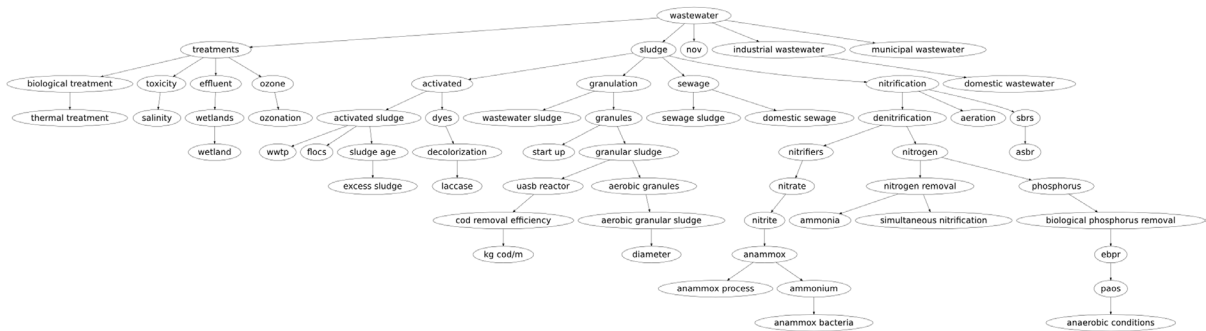 wastewater
treatments
sludge
nov
industrial wastewater
municipal wastewater
biological treatment
toxicity
effluent
ozone
activated
granulation
sewage
nitrification
domestic wastewater
thermal treatment
salinity
wetlands
ozonation
activated sludge
dyes
wastewater sludge
granules
sewage sludge
domestic sewage
denitrification
aeration
sbrs
wetland
wwtp
flocs
sludge age
decolorization
start up
granular sludge
nitrifiers
nitrogen
asbr
excess sludge
laccase
uasb reactor
aerobic granules
nitrate
nitrogen removal
phosphorus
cod removal efficiency
aerobic granular sludge
nitrite
ammonia
simultaneous nitrification
biological phosphorus removal
kg cod/m
diameter
anammox
ebpr
anammox process
ammonium
paos
anammox bacteria
anaerobic conditions